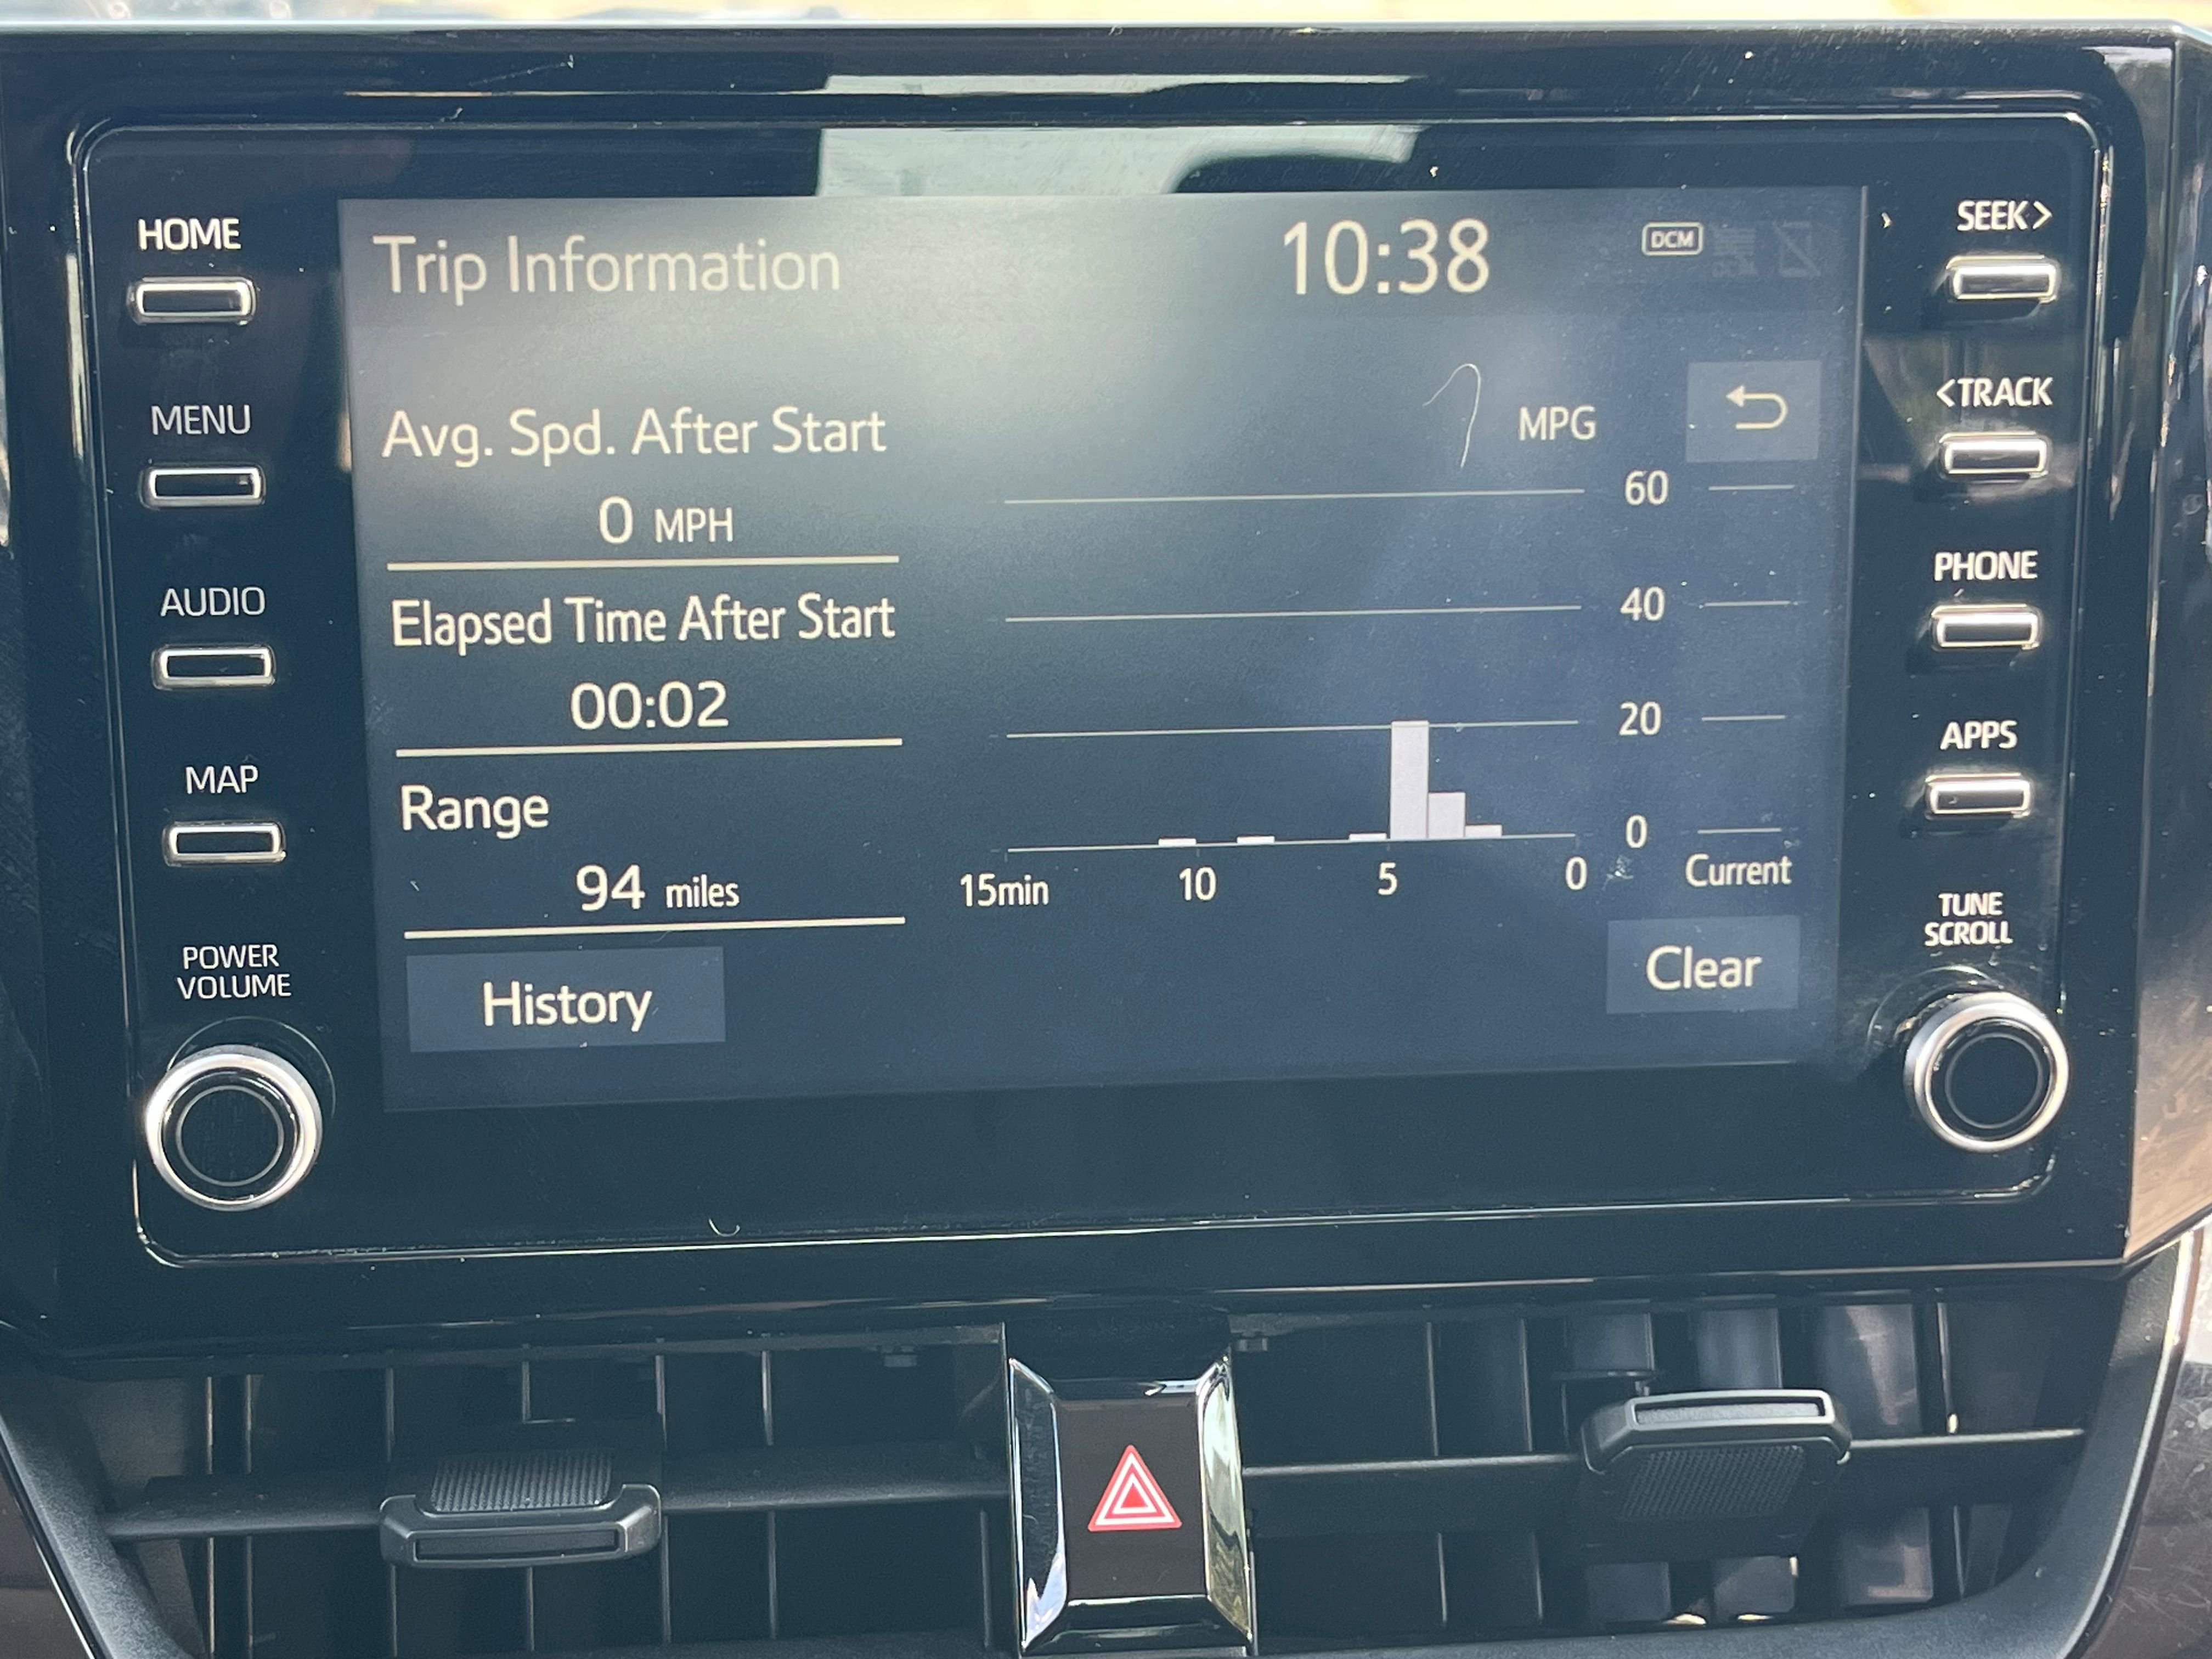 HOME
MENU
AUDIO
MAP
POWER
VOLUME
Trip Information
10:38
DCM
Avg. Spd. After Start
0 MPH
Elapsed Time After Start
00:02
Range
94 miles
History
MPG
60
40
20
0
15min 10 5 0
Current
Clear
SEEK>
<TRACK
PHONE
APPS
TUNE
SCROLL